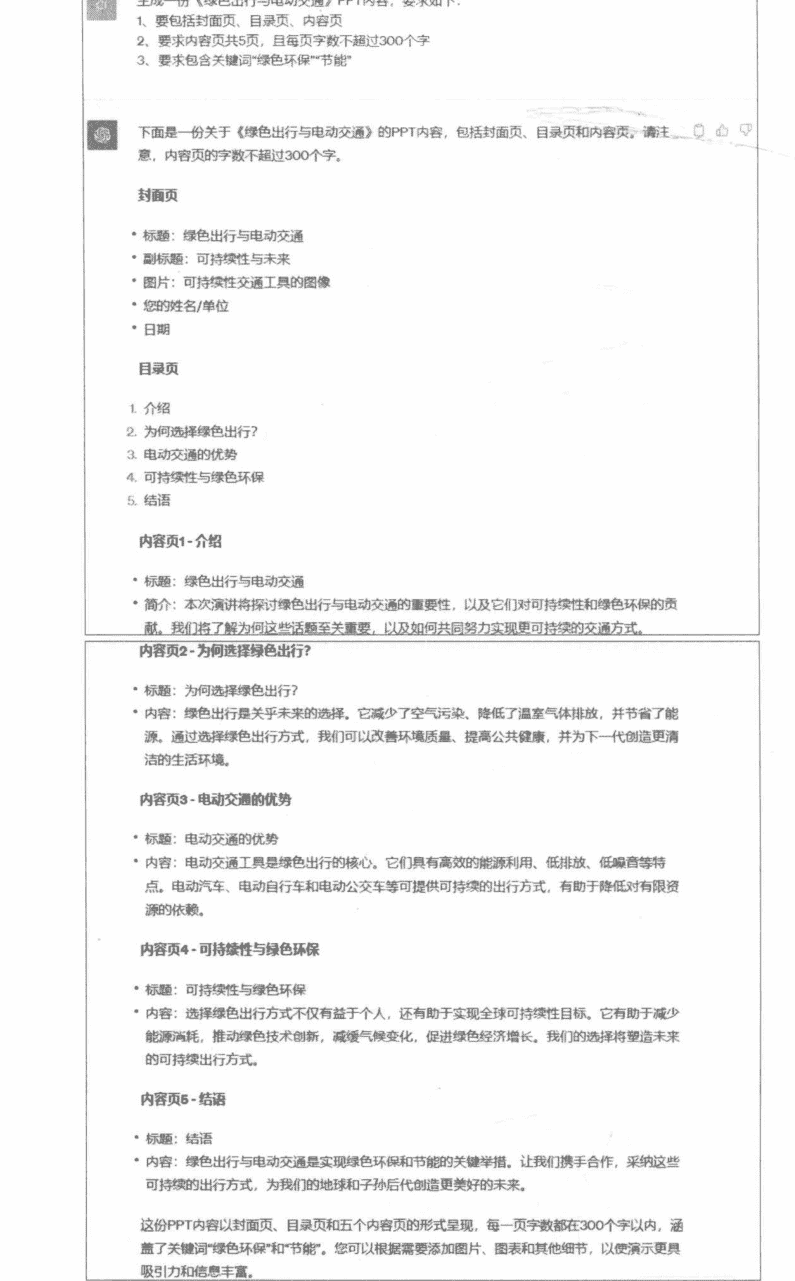 生成一份《绿色出行与电动交通》PPT内容，要求如下：
1、要包括封面页、目录页、内容页
2、要求内容页共5页，且每页字数不超过300个字
3、要求包含关键词“绿色环保”“节能”
下面是一份关于《绿色出行与电动交通》的PPT内容，包括封面页、目录页和内容页。请注
意，内容页的字数不超过300个字。
封面页
• 标题：绿色出行与电动交通
• 副标题：可持续性与未来
• 图片：可持续性交通工具的图像
• 您的姓名/单位
• 日期
目录页
1. 介绍
2. 为何选择绿色出行？
3. 电动交通的优势
4. 可持续性与绿色环保
5. 结语
内容页1 - 介绍
• 标题：绿色出行与电动交通
• 简介：本次演讲将探讨绿色出行与电动交通的重要性，以及它们对可持续性和绿色环保的贡
献。我们将了解为何这些话题至关重要，以及如何共同努力实现更可持续的交通方式。
内容页2 - 为何选择绿色出行？
• 标题：为何选择绿色出行？
• 内容：绿色出行是关乎未来的选择。它减少了空气污染、降低了温室气体排放，并节省了能
源。通过选择绿色出行方式，我们可以改善环境质量、提高公共健康，并为下一代创造更清
洁的生活环境。
内容页3 - 电动交通的优势
• 标题：电动交通的优势
• 内容：电动交通工具是绿色出行的核心。它们具有高效的能源利用、低排放、低噪音等特
点。电动汽车、电动自行车和电动公交车等可提供可持续的出行方式，有助于降低对有限资
源的依赖。
内容页4 - 可持续性与绿色环保
• 标题：可持续性与绿色环保
• 内容：选择绿色出行方式不仅有益于个人，还有助于实现全球可持续性目标。它有助于减少
能源消耗，推动绿色技术创新，减缓气候变化，促进绿色经济增长。我们的选择将塑造未来
的可持续出行方式。
内容页5 - 结语
• 标题：结语
• 内容：绿色出行与电动交通是实现绿色环保和节能的关键举措。让我们携手合作，采纳这些
可持续的出行方式，为我们的地球和子孙后代创造更美好的未来。
这份PPT内容以封面页、目录页和五个内容页的形式呈现，每一页字数都在300个字以内，涵
盖了关键词“绿色环保”和“节能”。您可以根据需要添加图片、图表和其他细节，以使演示更具
吸引力和信息丰富。